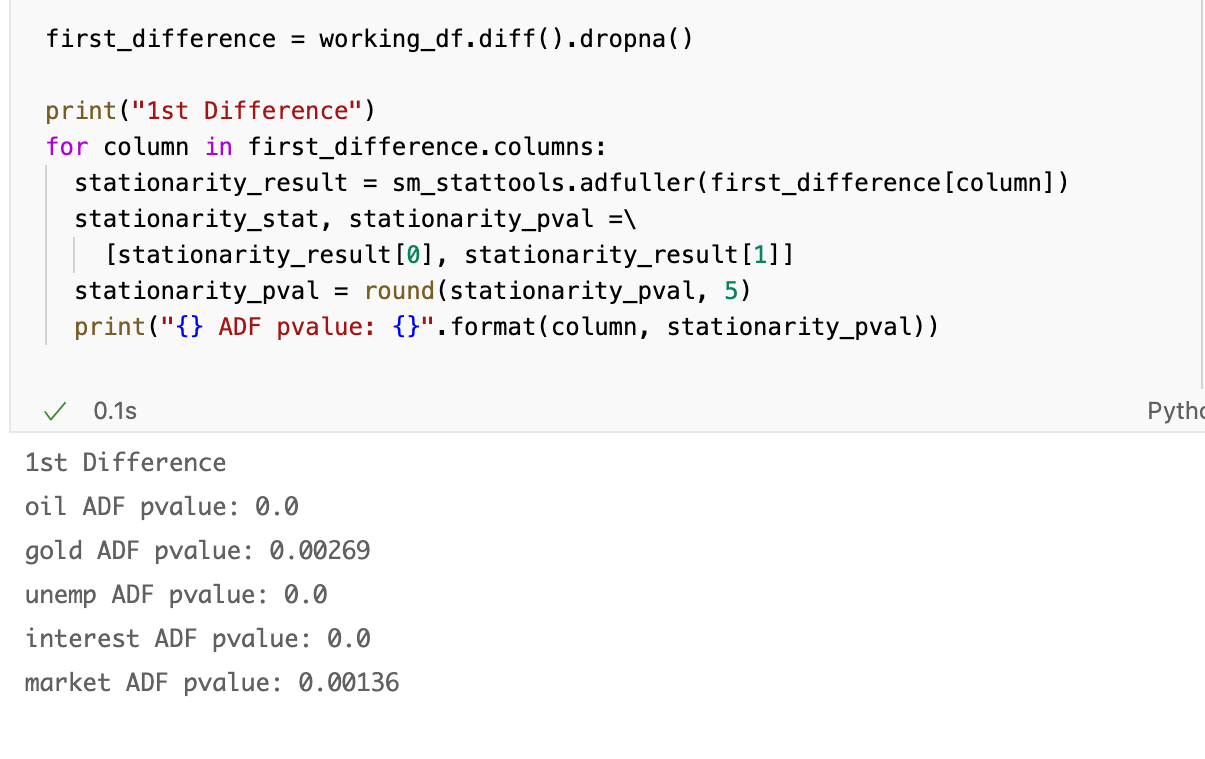 first_difference = working_df.diff().dropna()
print("1st Difference")
for column in first_difference.columns:
stationarity_result = sm_stattools.adfuller(first_difference[column])
stationarity_stat, stationarity_pval =\
[stationarity_result[0], stationarity_result[1]]
stationarity_pval = round(stationarity_pval, 5)
print("{} ADF pvalue: {}".format(column, stationarity_pval))
✓ 0.1s Pytho
1st Difference
oil ADF pvalue: 0.0
gold ADF pvalue: 0.00269
unemp ADF pvalue: 0.0
interest ADF pvalue: 0.0
market ADF pvalue: 0.00136